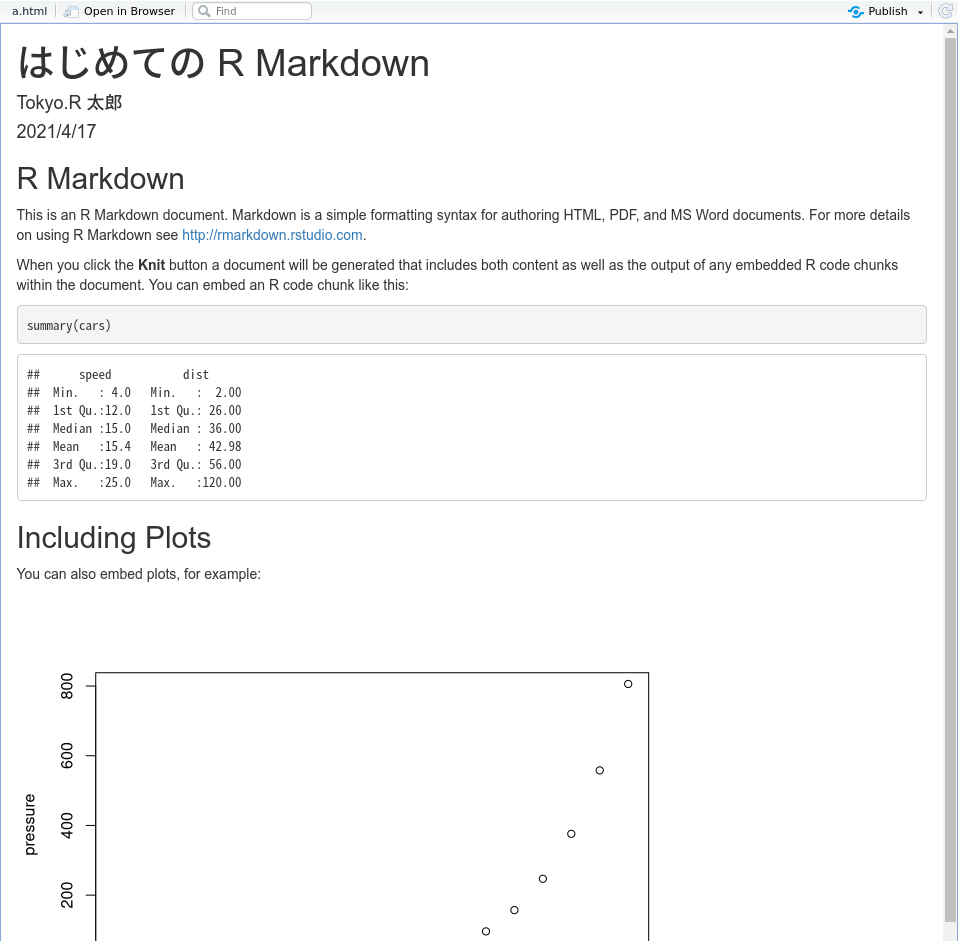 a.html Open in Browser Find Publish
はじめての R Markdown
Tokyo.R 太郎
2021/4/17
R Markdown
This is an R Markdown document. Markdown is a simple formatting syntax for authoring HTML, PDF, and MS Word documents. For more details
on using R Markdown see http://rmarkdown.rstudio.com.
When you click the Knit button a document will be generated that includes both content as well as the output of any embedded R code chunks
within the document. You can embed an R code chunk like this:
summary(cars)
##      speed           dist
##  Min.   : 4.0   Min.   :  2.00
##  1st Qu.:12.0   1st Qu.: 26.00
##  Median :15.0   Median : 36.00
##  Mean   :15.4   Mean   : 42.98
##  3rd Qu.:19.0   3rd Qu.: 56.00
##  Max.   :25.0   Max.   :120.00
Including Plots
You can also embed plots, for example:
800
600
400
200
pressure